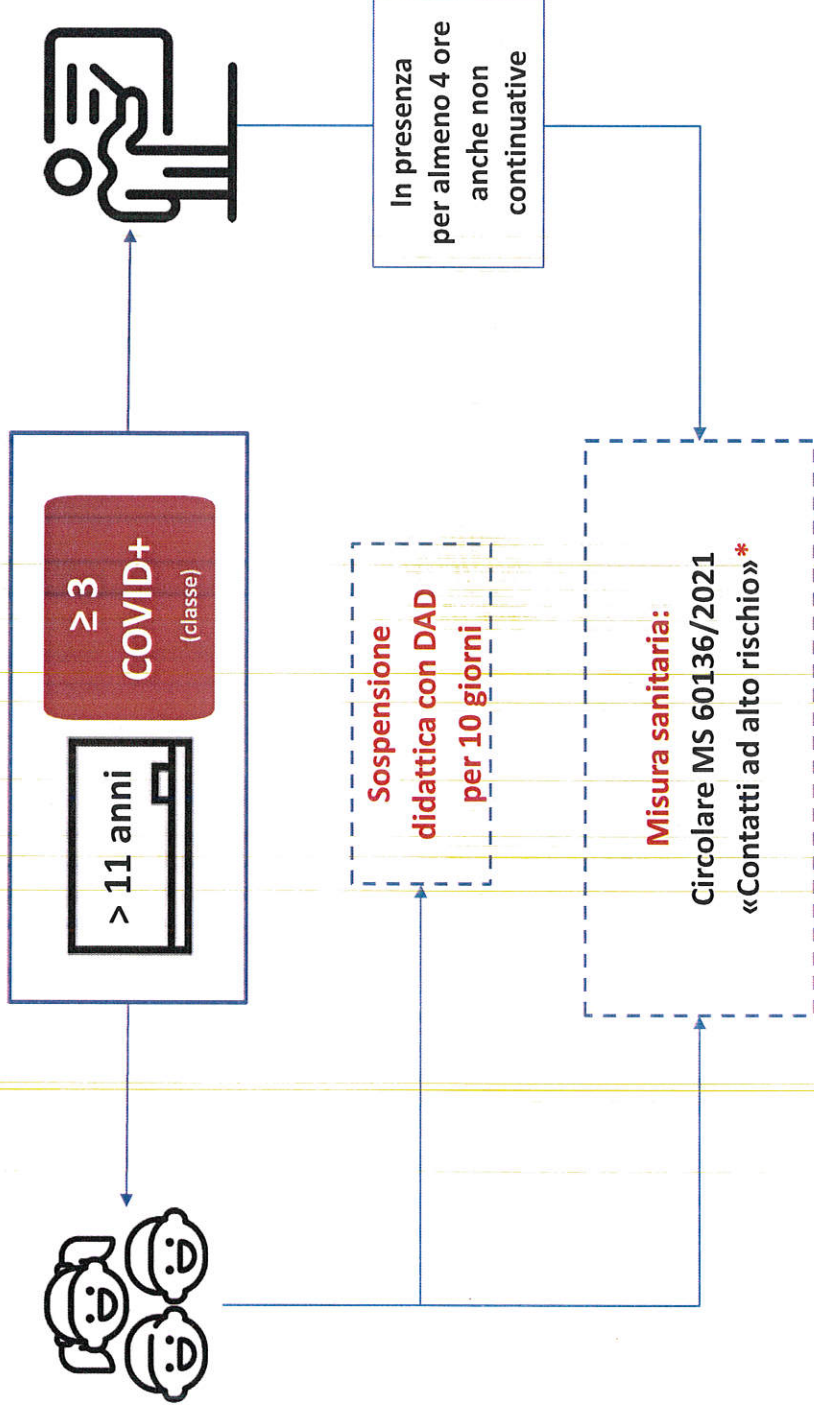 > 11 anni
≥ 3
COVID+
(classe)
In presenza
per almeno 4 ore
anche non
continuative
Sospensione
didattica con DAD
per 10 giorni
Misura sanitaria:
Circolare MS 60136/2021
«Contatti ad alto rischio»*